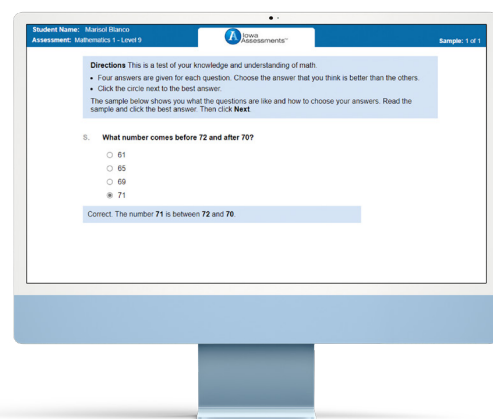 Student Name: Marisol Blanco
Assessment: Mathematics 1 - Level 9
Iowa
Assessments™
Sample: 1 of 1
Directions This is a test of your knowledge and understanding of math.
• Four answers are given for each question. Choose the answer that you think is better than the others.
• Click the circle next to the best answer.
The sample below shows you what the questions are like and how to choose your answers. Read the
sample and click the best answer. Then click Next.
S. What number comes before 72 and after 70?
61
65
69
71
Correct. The number 71 is between 72 and 70.